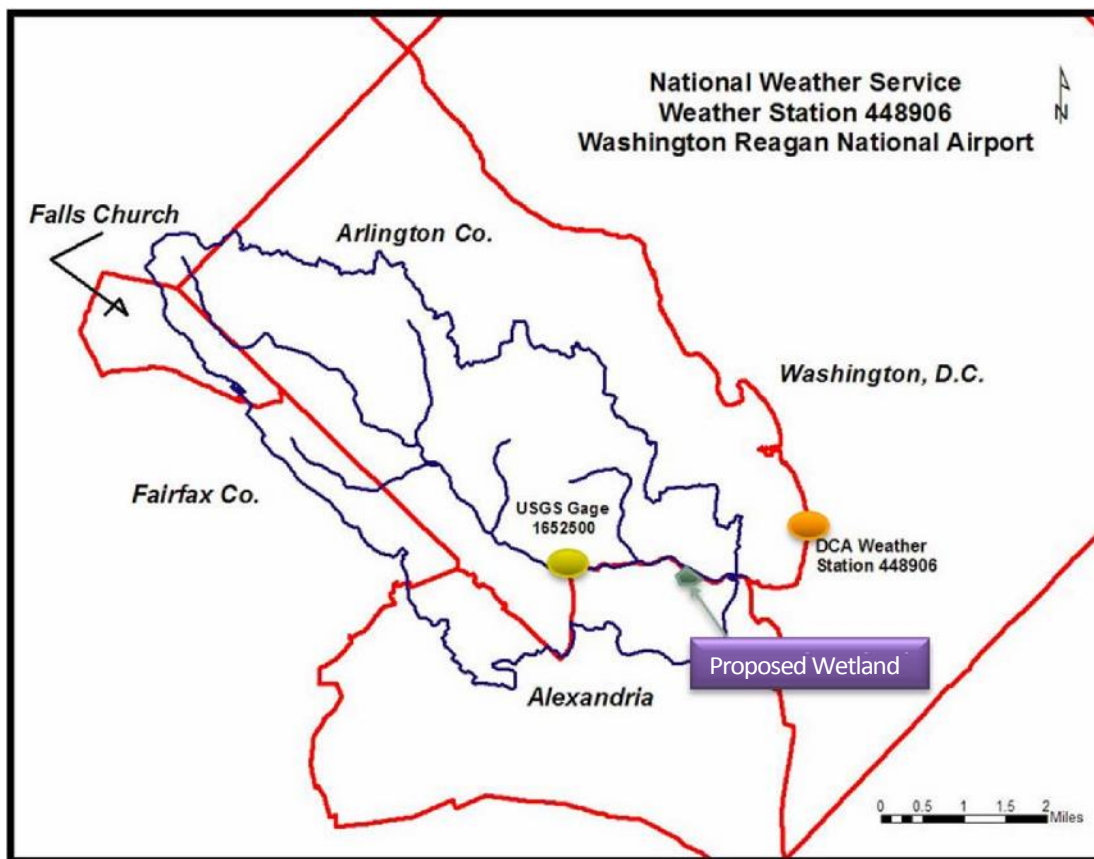 National Weather Service
Weather Station 448906
Washington Reagan National Airport
N
Falls Church
Arlington Co.
Washington, D.C.
Fairfax Co.
USGS Gage
1652500
DCA Weather
Station 448906
Proposed Wetland
Alexandria
0 0.5 1 1.5 2
Miles